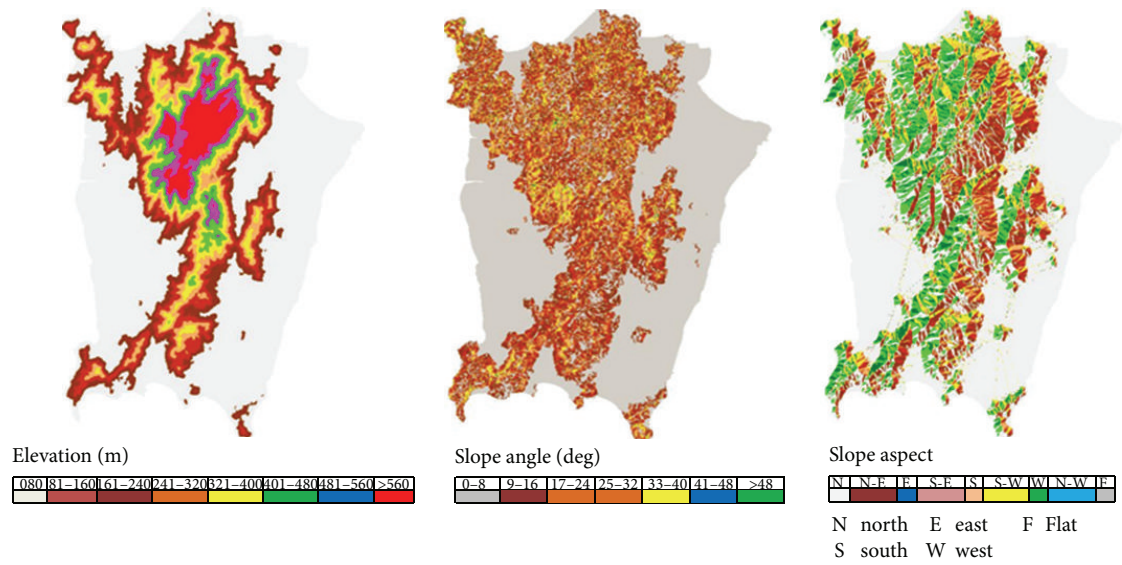 Elevation (m)
080 81–160 161–240 241–320 321–400 401–480 481–560 >560
Slope angle (deg)
0–8 9–16 17–24 25–32 33–40 41–48 >48
Slope aspect
N N-E E S-E S S-W W N-W F
N north E east F Flat
S south W west